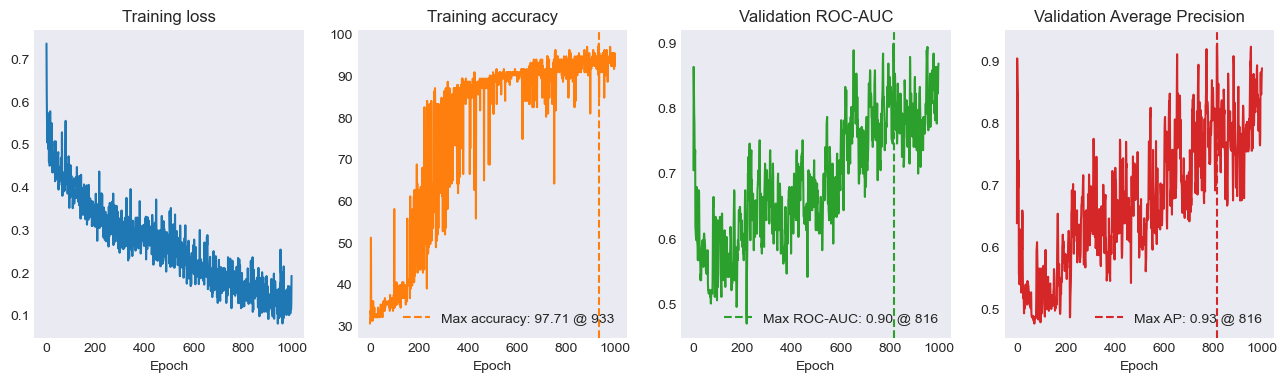 Training loss
0.7
0.6
0.5
0.4
0.3
0.2
0.1
0 200 400 600 800 1000
Epoch
Training accuracy
100
90
80
70
60
50
40
30
Max accuracy: 97.71 @ 933
0 200 400 600 800 1000
Epoch
Validation ROC-AUC
0.9
0.8
0.7
0.6
0.5
Max ROC-AUC: 0.90 @ 816
0 200 400 600 800 1000
Epoch
Validation Average Precision
0.9
0.8
0.7
0.6
0.5
Max AP: 0.93 @ 816
0 200 400 600 800 1000
Epoch